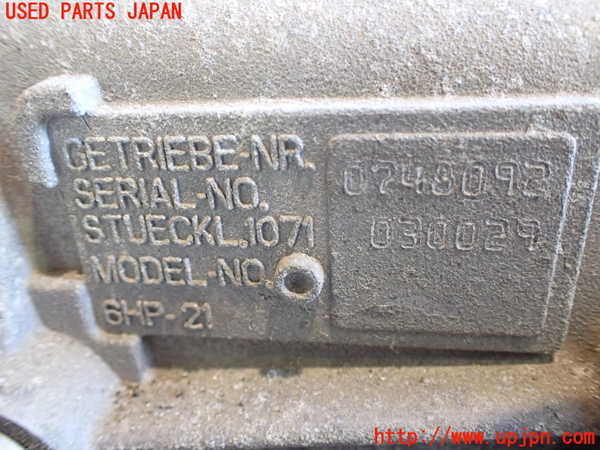 USED PARTS JAPAN
GETRIEBE-NR.
SERIAL-NO.
0748092
STUECKL.1071
030029
MODEL-NO.
6HP-21
http://www.upjpn.com/